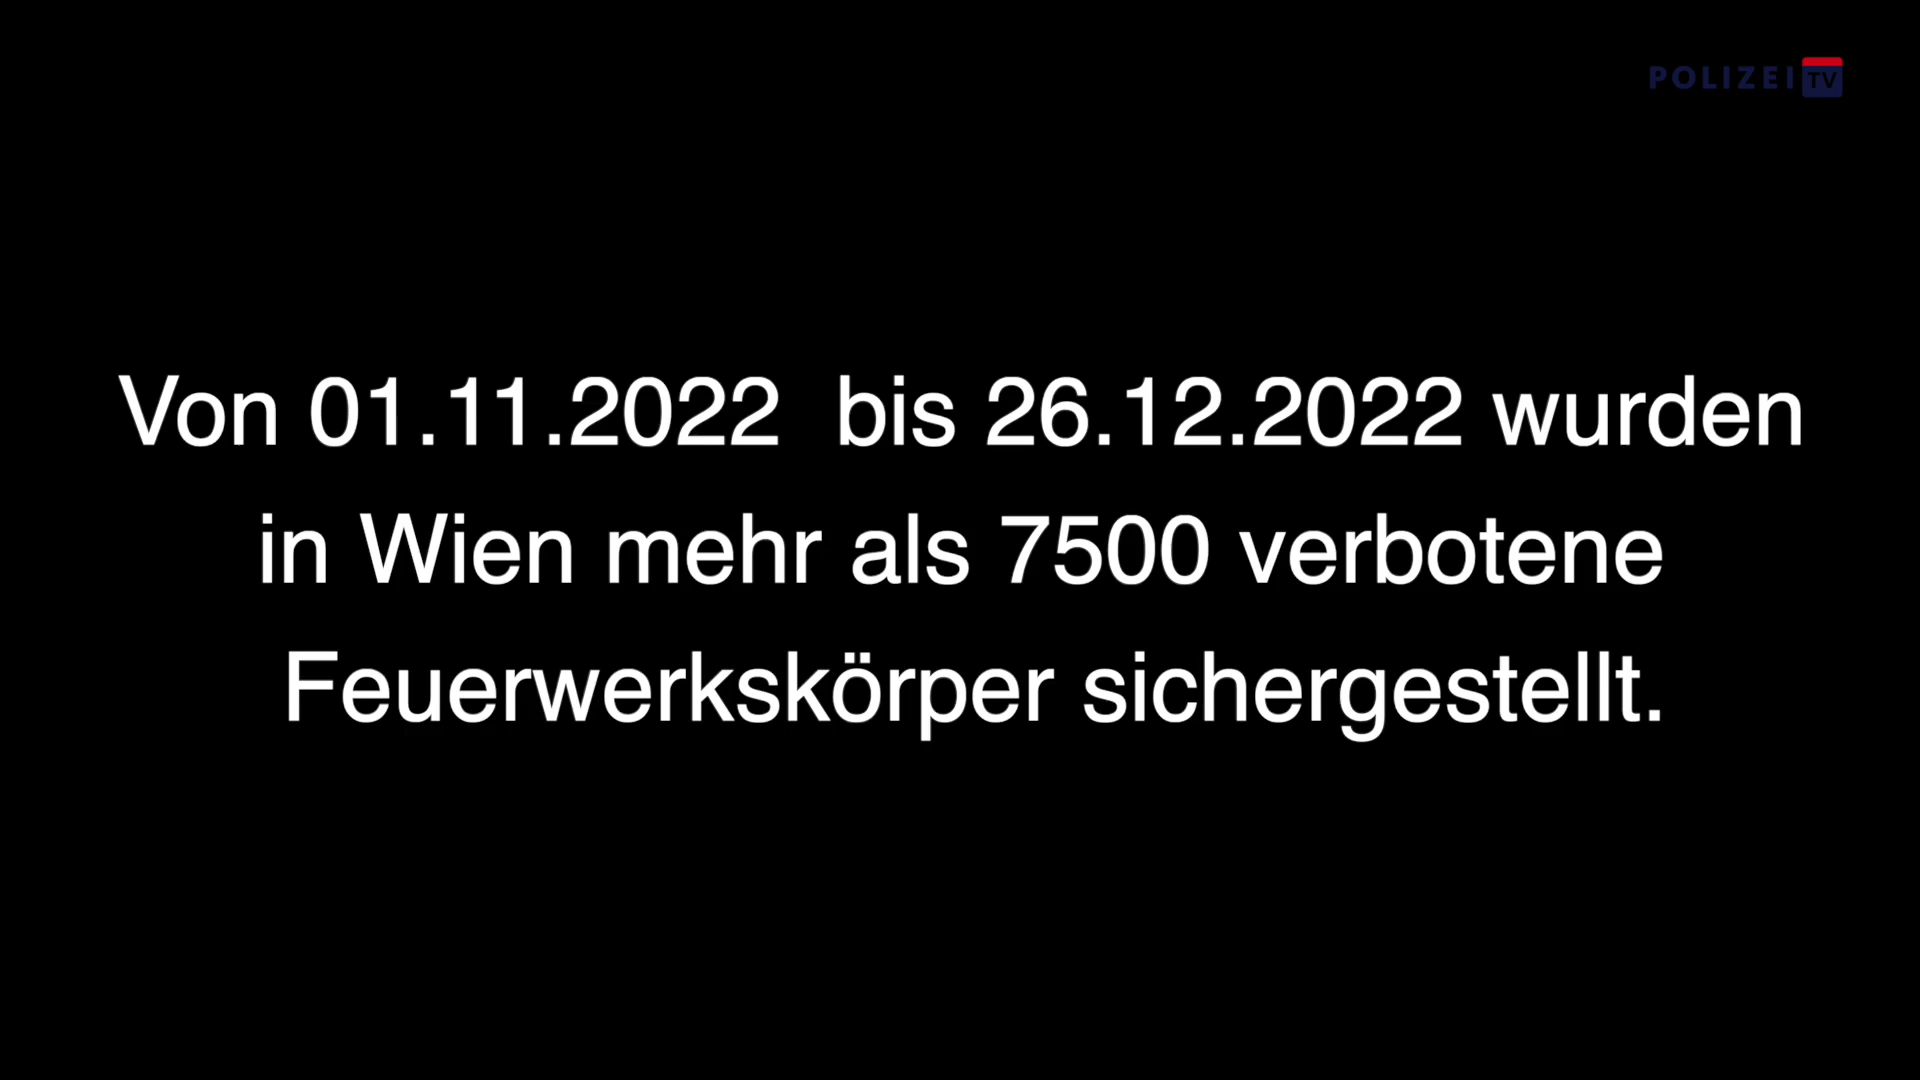 POLIZEI TV
Von 01.11.2022  bis 26.12.2022 wurden
in Wien mehr als 7500 verbotene
Feuerwerkskörper sichergestellt.